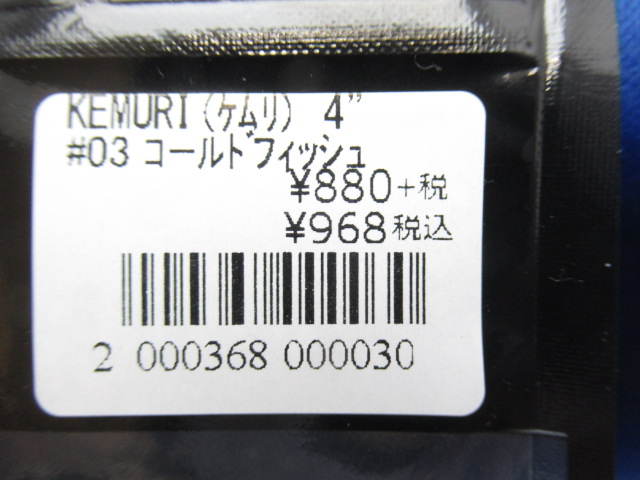 KEMURI(ケムリ) 4"
#03 コールドフィッシュ
¥880+税
¥968税込
2 000368 000030